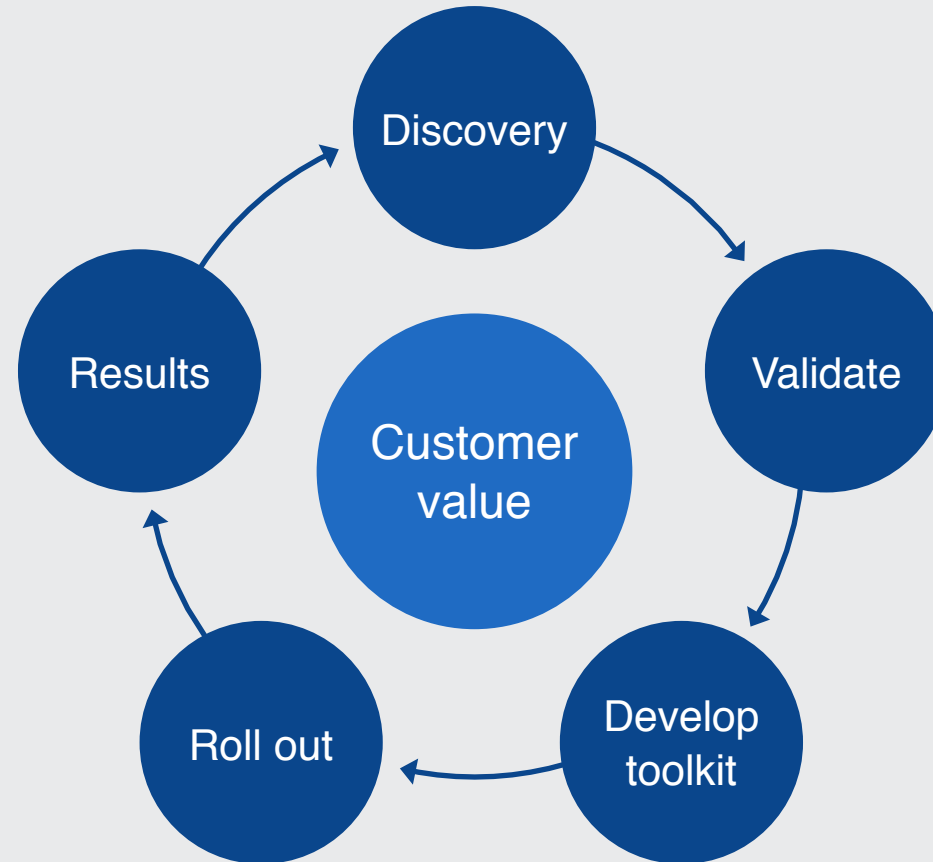 Discovery
Validate
Develop
toolkit
Roll out
Results
Customer
value